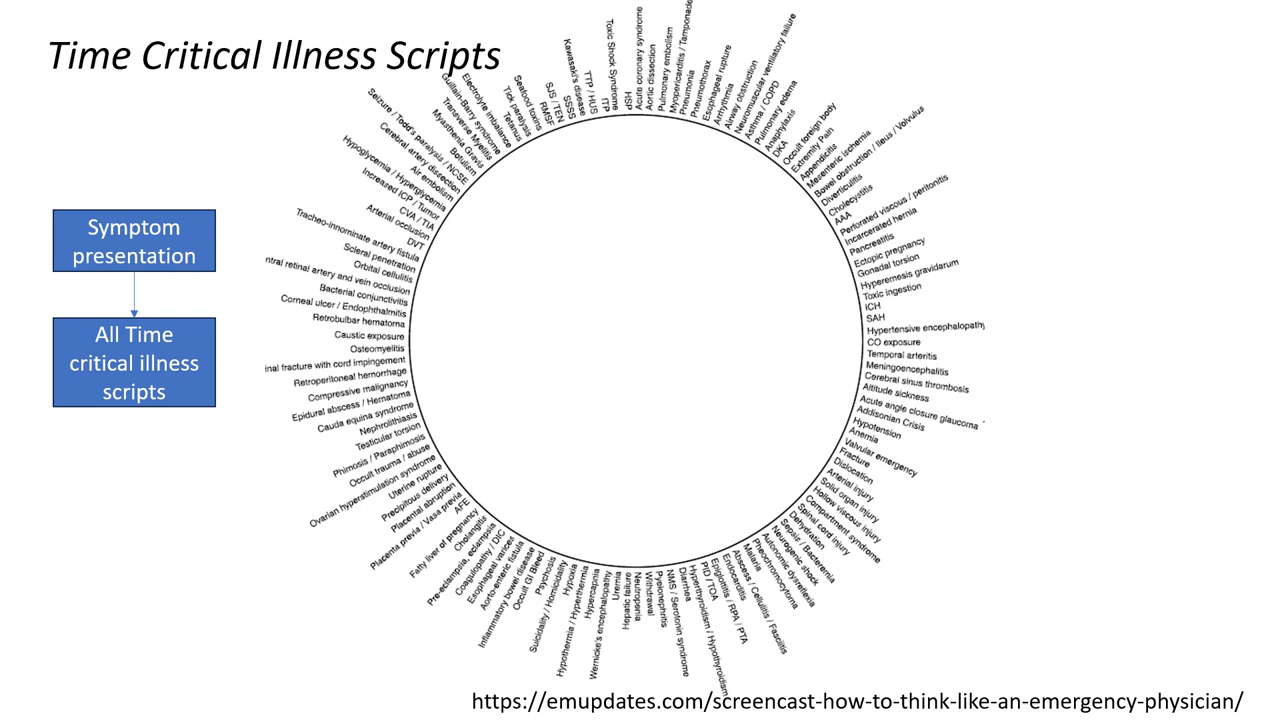 Time Critical Illness Scripts
Symptom
presentation
All Time
critical illness
scripts
Acute coronary syndrome
Aortic dissection
Pulmonary embolism
Myopericarditis / Tamponade
Pneumonia
Pneumothorax
Esophageal rupture
Arrhythmia
Airway obstruction
Neuromuscular ventilatory failure
Asthma / COPD
Pulmonary edema
Anaphylaxis
DKA
Occult foreign body
Extremity Pain
Appendicitis
Mesenteric ischemia
Bowel obstruction / Ileus / Volvulus
Diverticulitis
Cholecystitis
AAA
Perforated viscous / peritonitis
Incarcerated hernia
Pancreatitis
Ectopic pregnancy
Gonadal torsion
Hyperemesis gravidarum
Toxic ingestion
ICH
SAH
Hypertensive encephalopathy
CO exposure
Temporal arteritis
Meningoencephalitis
Cerebral sinus thrombosis
Altitude sickness
Acute angle closure glaucoma
Addisonian Crisis
Hypotension
Anemia
Valvular emergency
Fracture
Dislocation
Arterial injury
Solid organ injury
Hollow viscous injury
Compartment syndrome
Spinal cord injury
Dehydration
Sepsis / Bacteremia
Neurogenic shock
Autonomic dysreflexia
Pheochromocytoma
Malaria
Abscess / Cellulitis / Fasciitis
Endocarditis
Epiglottitis / RPA / PTA
PID / TOA
Hyperthyroidism / Hypothyroidism
Diarrhea
NMS / Serotonin syndrome
Pyelonephritis
Withdrawal
Neutropenia
Hepatic failure
Uremia
Wernicke's encephalopathy
Hypercapnia
Hypothermia / Hyperthermia
Hypoxia
Suicidality / Homicidality
Psychosis
Occult GI Bleed
Inflammatory bowel disease
Aorto-enteric fistula
Esophageal varices
Coagulopathy / DIC
Pre-eclampsia, eclampsia
Cholangitis
Fatty liver of pregnancy
AFE
Placenta previa / Vasa previa
Placental abruption
Precipitous delivery
Uterine rupture
Ovarian hyperstimulation syndrome
Occult trauma / abuse
Phimosis / Paraphimosis
Testicular torsion
Nephrolithiasis
Cauda equina syndrome
Epidural abscess / Hematoma
Compressive malignancy
Retroperitoneal hemorrhage
inal fracture with cord impingement
Osteomyelitis
Caustic exposure
Retrobulbar hematoma
Corneal ulcer / Endophthalmitis
Bacterial conjunctivitis
ntral retinal artery and vein occlusion
Orbital cellulitis
Scleral penetration
Tracheo-innominate artery fistula
DVT
Arterial occlusion
CVA / TIA
Increased ICP / Tumor
Hypoglycemia / Hyperglycemia
Air embolism
Cerebral artery dissection
Seizure / Todd's paralysis / NCSE
Botulism
Myasthenia Gravis
Transverse Myelitis
Guillain-Barry syndrome
Electrolyte imbalance
Tetanus
Tick paralysis
Seafood toxins
RMSF
SJS / TEN
SSSS
Kawasaki's disease
TTP / HUS
ITP
Toxic Shock Syndrome
HSP
https://emupdates.com/screencast-how-to-think-like-an-emergency-physician/